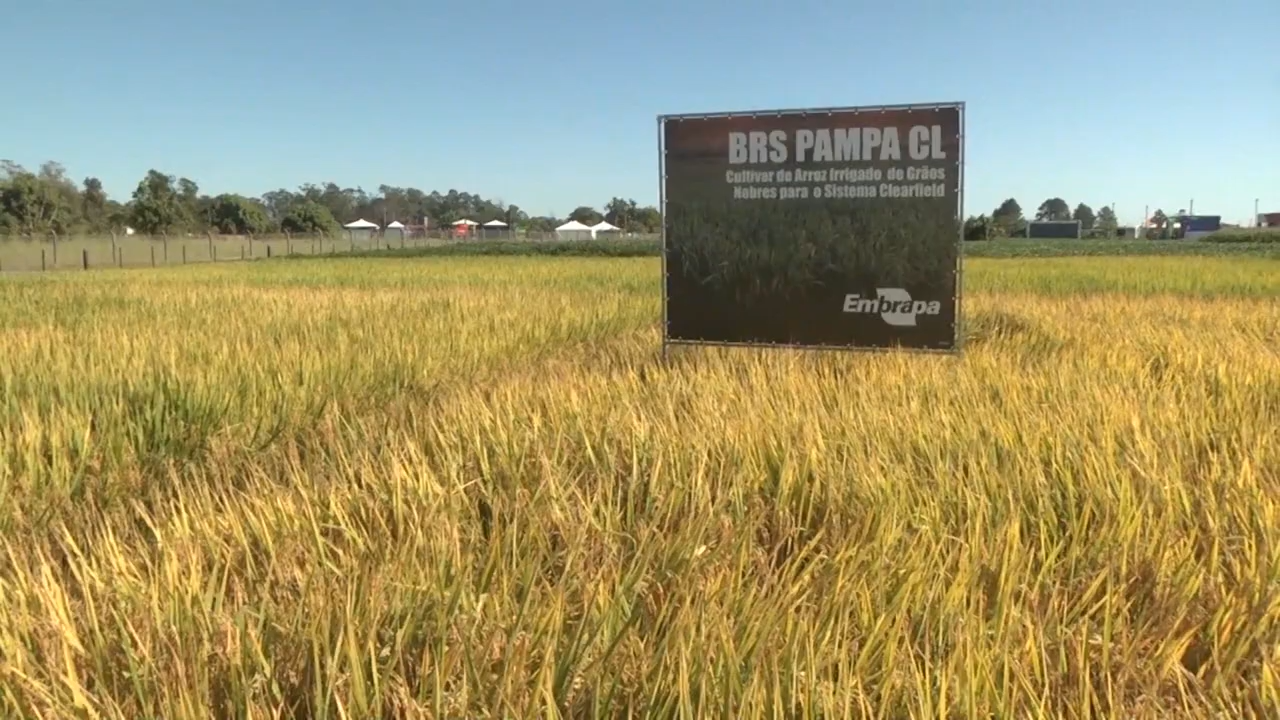 BRS PAMPA CL
Cultivar de Arroz Irrigado de Grãos
Nobres para o Sistema Clearfield
Embrapa